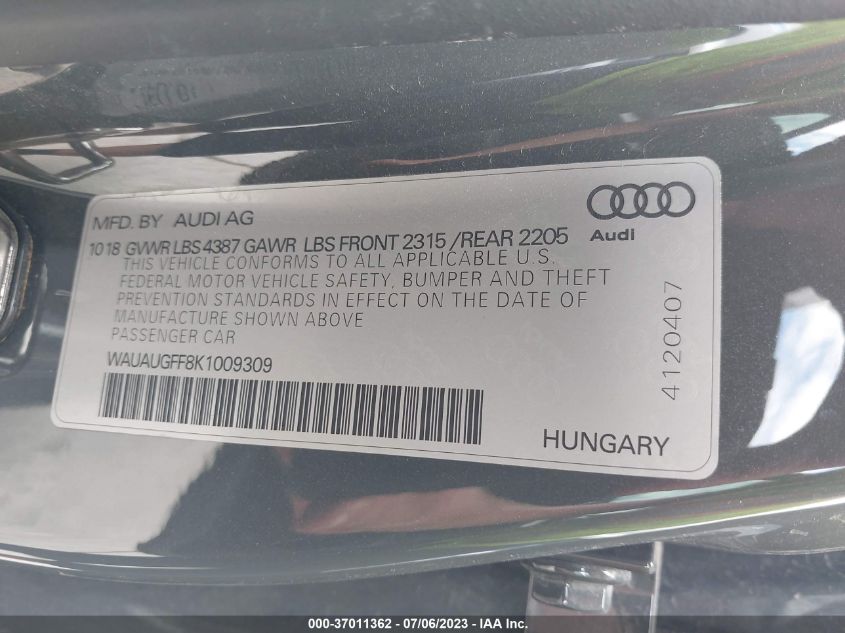 MFD. BY AUDI AG
10 18 GVWR LBS 4387 GAWR LBS FRONT 2315 /REAR 2205
Audi
THIS VEHICLE CONFORMS TO ALL APPLICABLE U.S.
FEDERAL MOTOR VEHICLE SAFETY, BUMPER AND THEFT
PREVENTION STANDARDS IN EFFECT ON THE DATE OF
MANUFACTURE SHOWN ABOVE
PASSENGER CAR
WAUAUGFF8K1009309
4120407
HUNGARY
000-37011362 - 07/06/2023 - © IAA Inc.